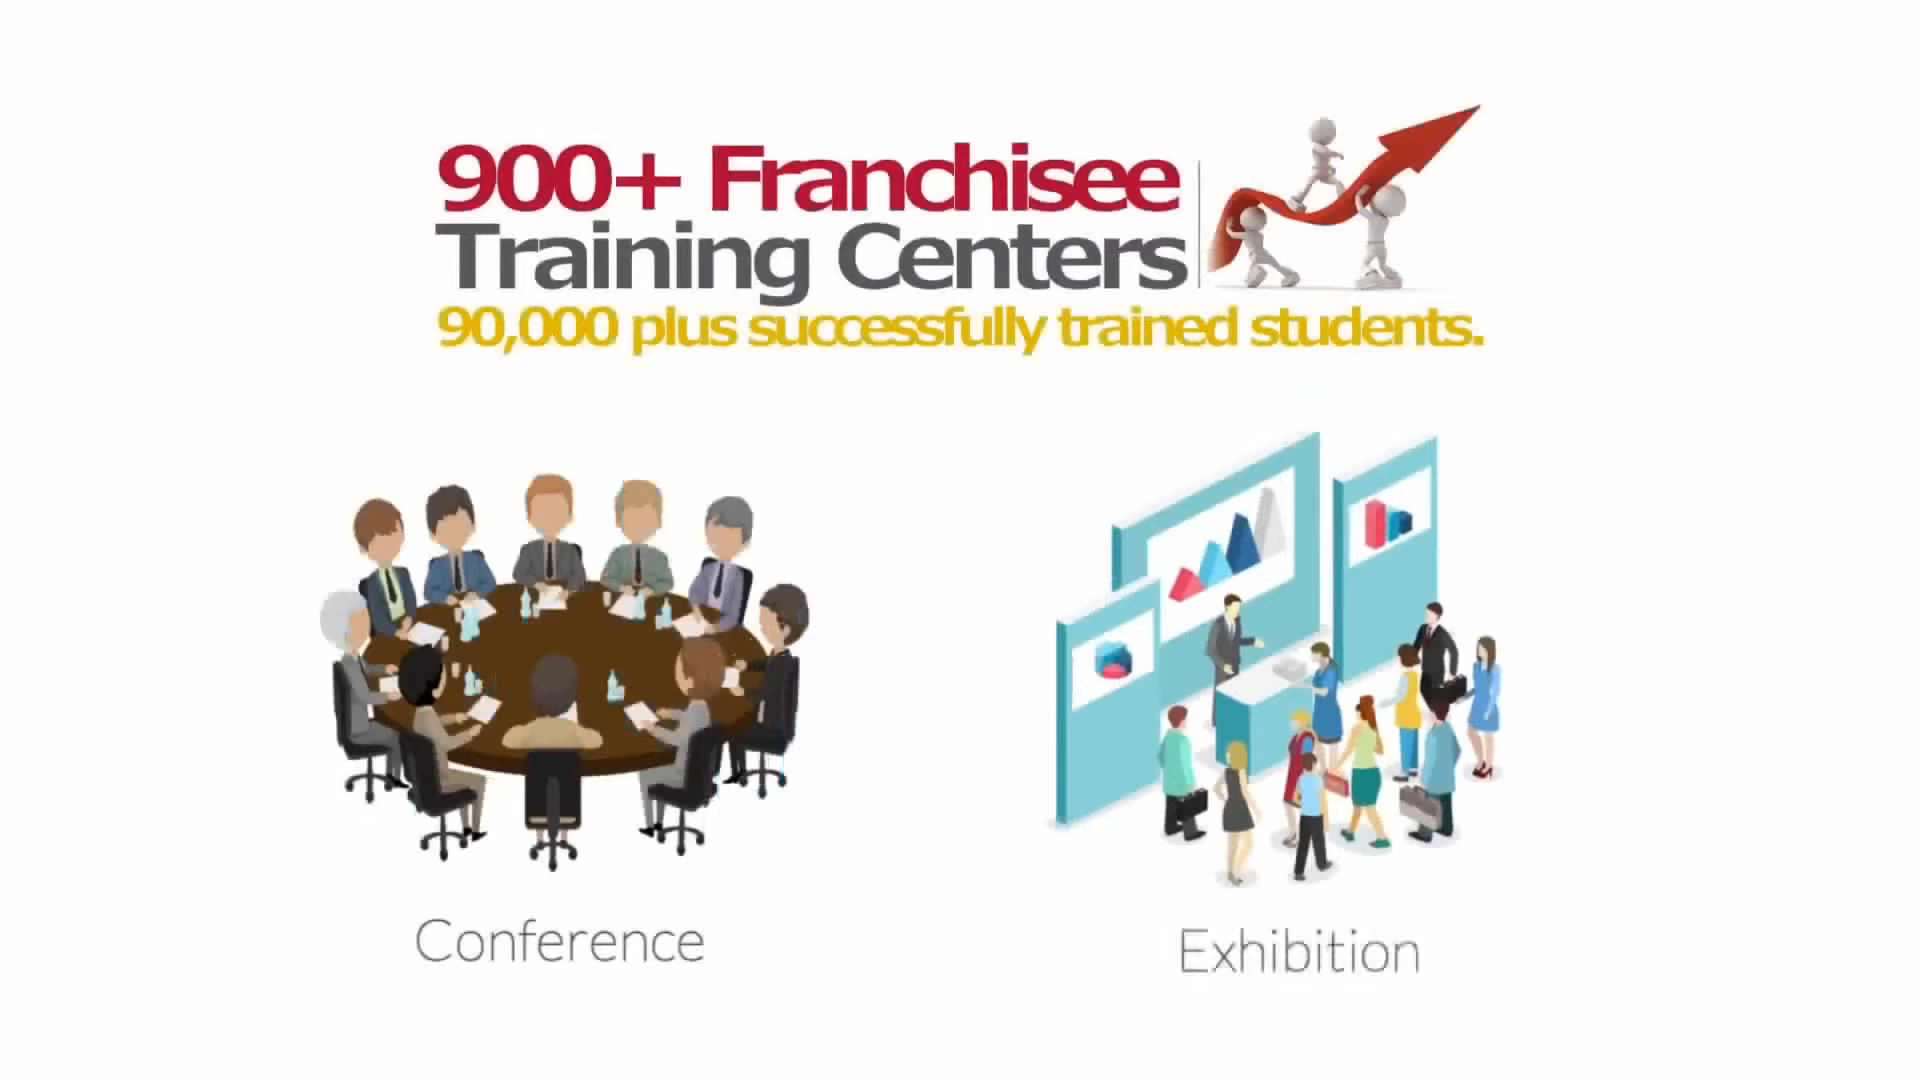 900+ Franchisee
Training Centers
90,000 plus successfully trained students.
Conference
Exhibition